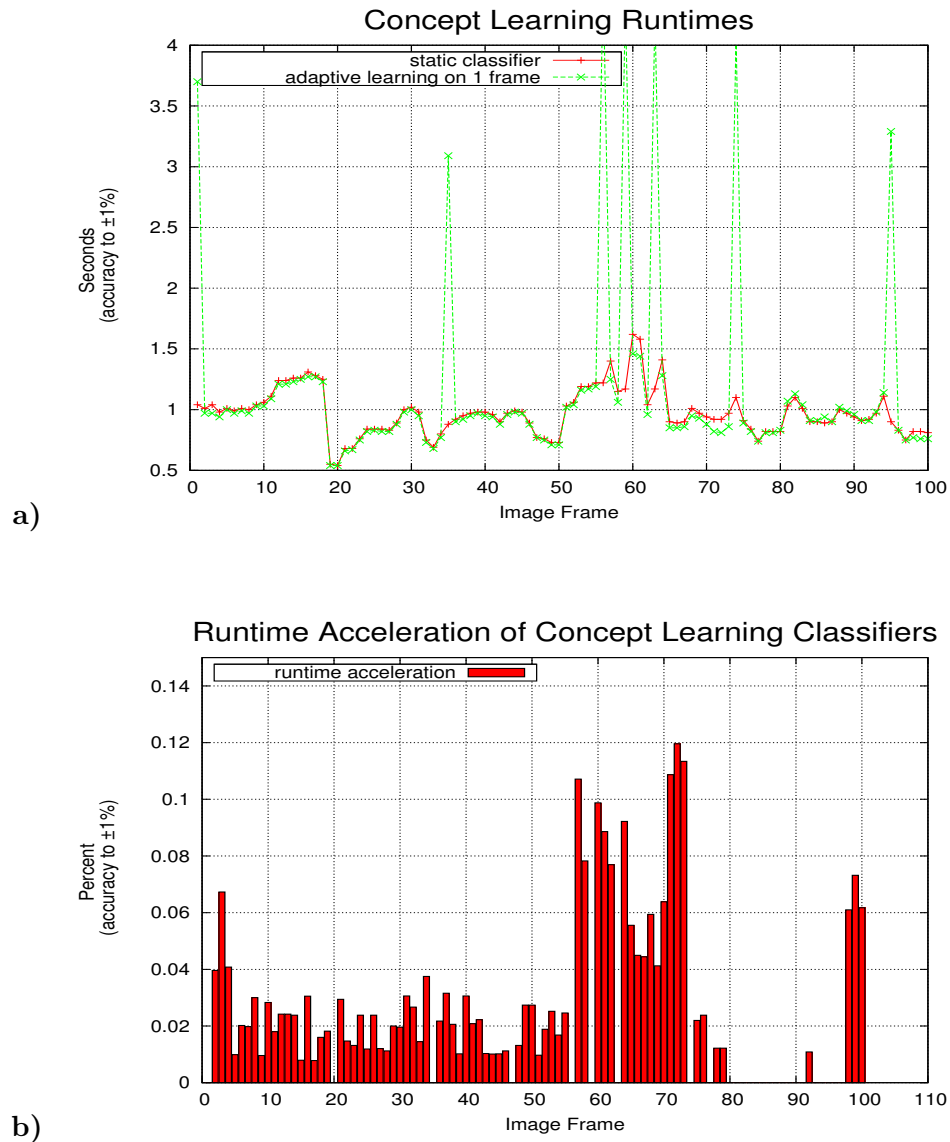 Concept Learning Runtimes
4
3.5
3
2.5
2
1.5
1
0.5
static classifier
adaptive learning on 1 frame
Seconds
(accuracy to ±1%)
0 10 20 30 40 50 60 70 80 90 100
Image Frame
a)
Runtime Acceleration of Concept Learning Classifiers
runtime acceleration
0.14
0.12
0.1
0.08
0.06
0.04
0.02
0
Percent
(accuracy to ±1%)
0 10 20 30 40 50 60 70 80 90 100 110
Image Frame
b)